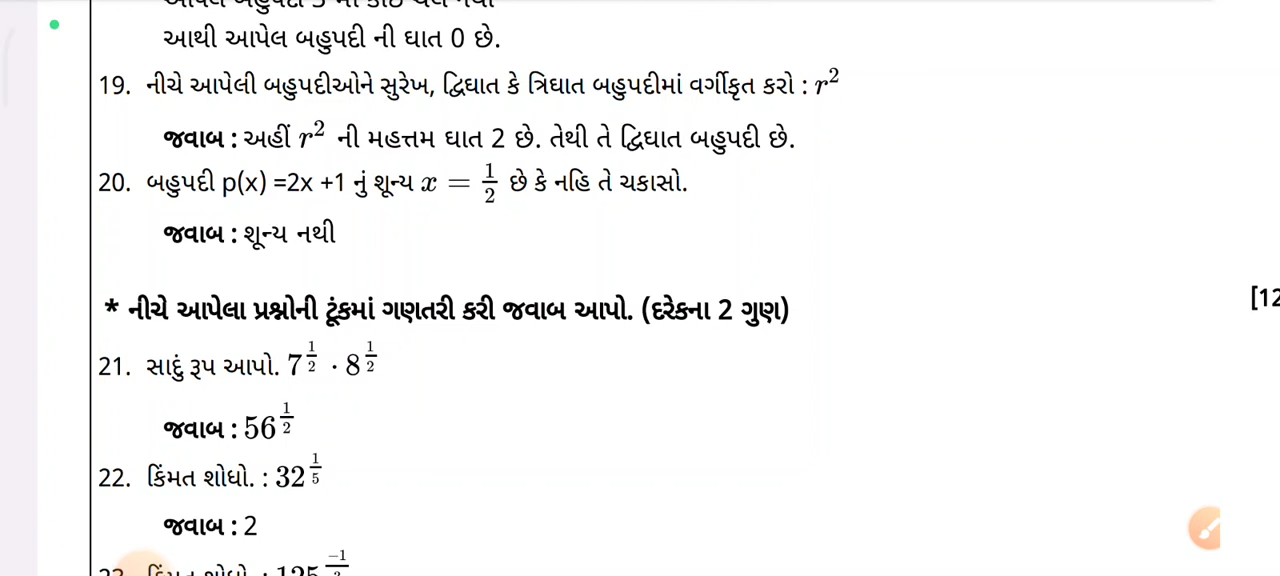 આથી આપેલ બહુપદી ની ઘાત 0 છે.
19. નીચે આપેલી બહુપદીઓને સુરેખ, દ્વિઘાત કે ત્રિઘાત બહુપદીમાં વર્ગીકૃત કરો : r²
જવાબ : અહીં r² ની મહત્તમ ઘાત 2 છે. તેથી તે દ્વિઘાત બહુપદી છે.
20. બહુપદી p(x) =2x +1 નું શૂન્ય x = 1/2 છે કે નહિ તે ચકાસો.
જવાબ : શૂન્ય નથી
* નીચે આપેલા પ્રશ્નોની ટૂંકમાં ગણતરી કરી જવાબ આપો. (દરેકના 2 ગુણ) [12
21. સાદું રૂપ આપો. 7^(1/2) · 8^(1/2)
જવાબ : 56^(1/2)
22. કિંમત શોધો. : 32^(1/5)
જવાબ : 2